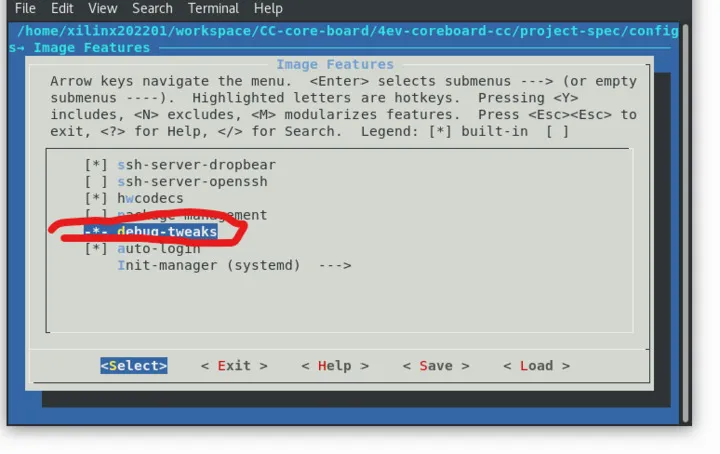 File Edit View Search Terminal Help
/home/xilinx202201/workspace/CC-core-board/4ev-coreboard-cc/project-spec/config
s→ Image Features
Image Features
Arrow keys navigate the menu. <Enter> selects submenus ---> (or empty
submenus ----). Highlighted letters are hotkeys. Pressing <Y>
includes, <N> excludes, <M> modularizes features. Press <Esc><Esc> to
exit, <?> for Help, </> for Search. Legend: [*] built-in [ ]
[*] ssh-server-dropbear
[ ] ssh-server-openssh
[*] hwcodecs
[ ] package management
-*- debug-tweaks
[*] auto-login
Init-manager (systemd) --->
<Select> < Exit > < Help > < Save > < Load >